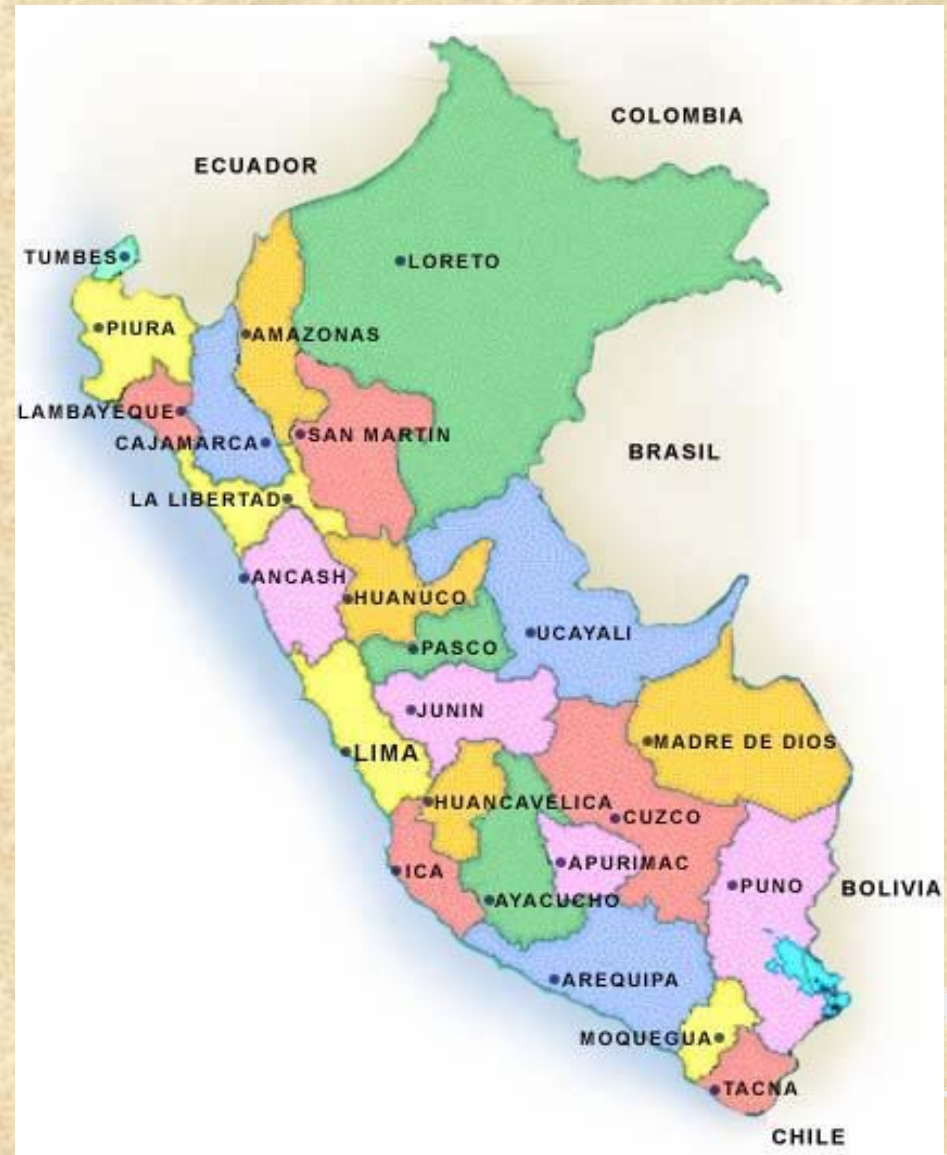 COLOMBIA
ECUADOR
TUMBES
LORETO
PIURA
AMAZONAS
LAMBAYEQUE
CAJAMARCA
SAN MARTIN
BRASIL
LA LIBERTAD
ANCASH
HUANUCO
UCAYALI
PASCO
JUNIN
MADRE DE DIOS
LIMA
HUANCAVELICA
CUZCO
ICA
APURIMAC
PUNO
BOLIVIA
AYACUCHO
AREQUIPA
MOQUEGUA
TACNA
CHILE